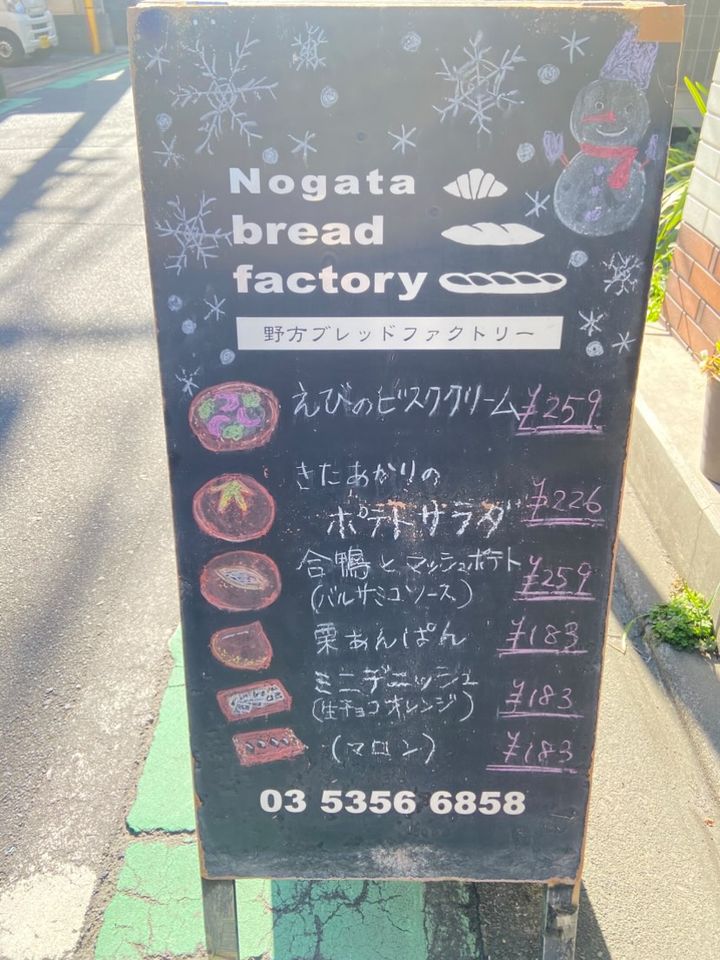 Nogata
bread
factory
野方ブレッドファクトリー
えびのビスククリーム ¥259
きたあかりの
ポテトサラダ ¥226
合鴨とマッシュポテト
(バルサミコソース) ¥259
栗あんぱん ¥183
ミニデニッシュ
(生チョコオレンジ) ¥183
(マロン) ¥183
03 5356 6858